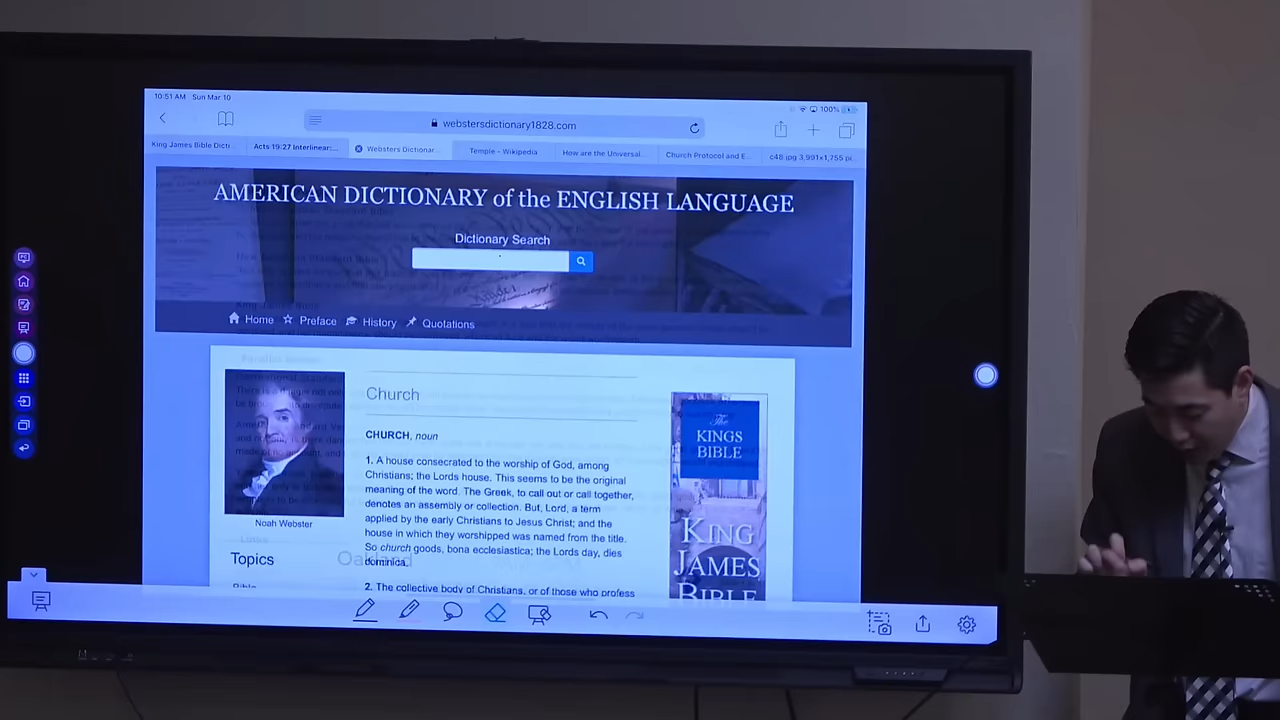 10:51 AM Sun Mar 10
100%
webstersdictionary1828.com
King James Bible Dicti...
Acts 19:27 Interlinear:...
Websters Dictionar...
Temple - Wikipedia
How are the Universal...
Church Protocol and E...
c48.jpg 3,991×1,755 pi...
AMERICAN DICTIONARY of the ENGLISH LANGUAGE
Dictionary Search
Home Preface History Quotations
Church
CHURCH, noun
1. A house consecrated to the worship of God, among
Christians; the Lords house. This seems to be the original
meaning of the word. The Greek, to call out or call together,
denotes an assembly or collection. But, Lord, a term
applied by the early Christians to Jesus Christ; and the
house in which they worshipped was named from the title.
So church goods, bona ecclesiastica; the Lords day, dies
dominica.
2. The collective body of Christians, or of those who profess
Noah Webster
Topics
Bible
Oakland
The
KINGS
BIBLE
KING
JAMES
BIBLE